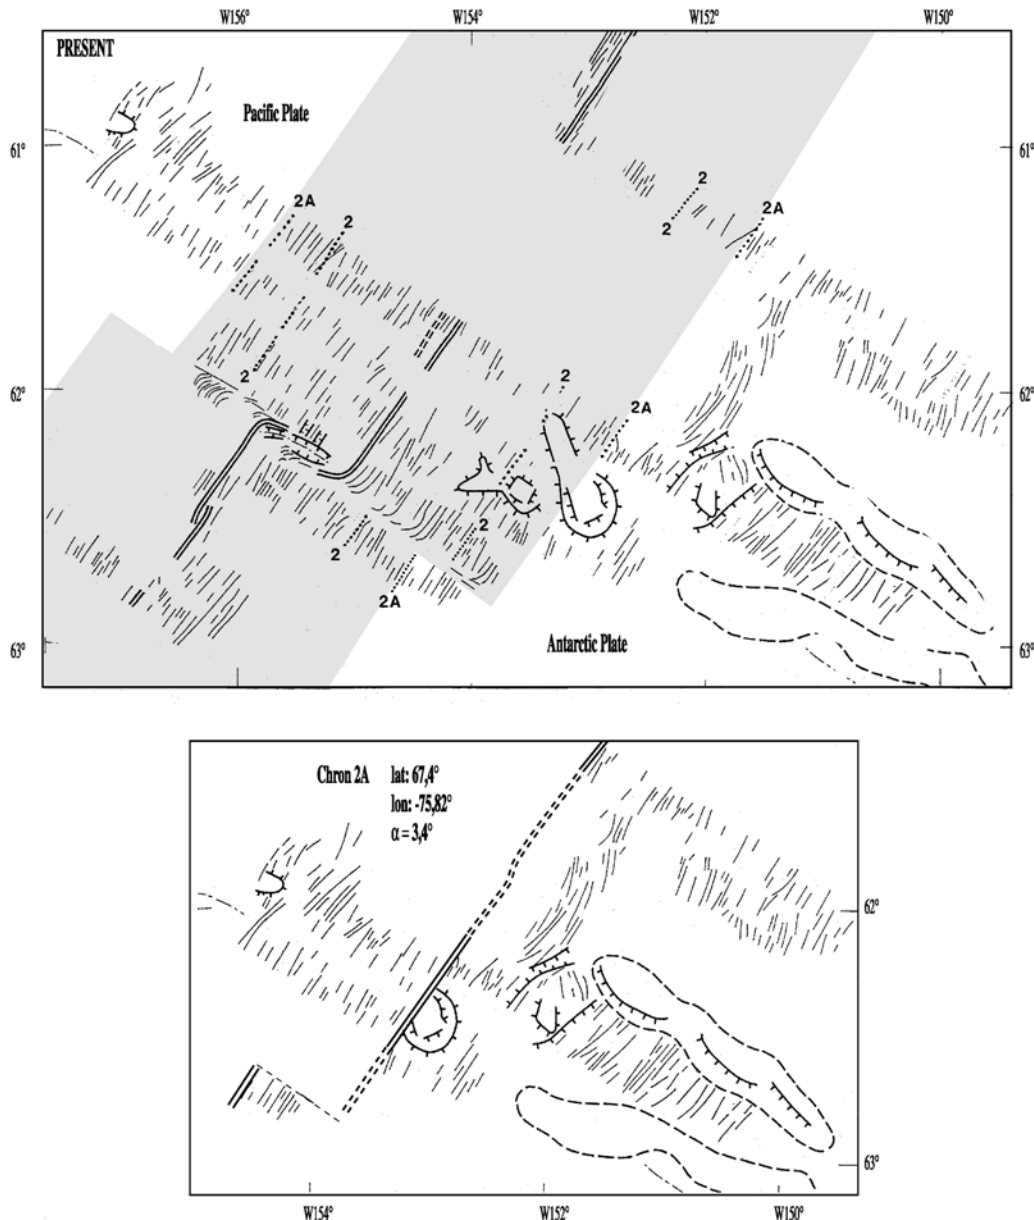 W156° W154° W152° W150°
PRESENT
Pacific Plate
61° 61°
2
2A 2A
2
2
2
62° 62°
2
2A
2
2
2A
Antarctic Plate
63° 63°
Chron 2A lat: 67,4°
lon: -75,82°
α = 3,4°
62°
63°
W154° W152° W150°